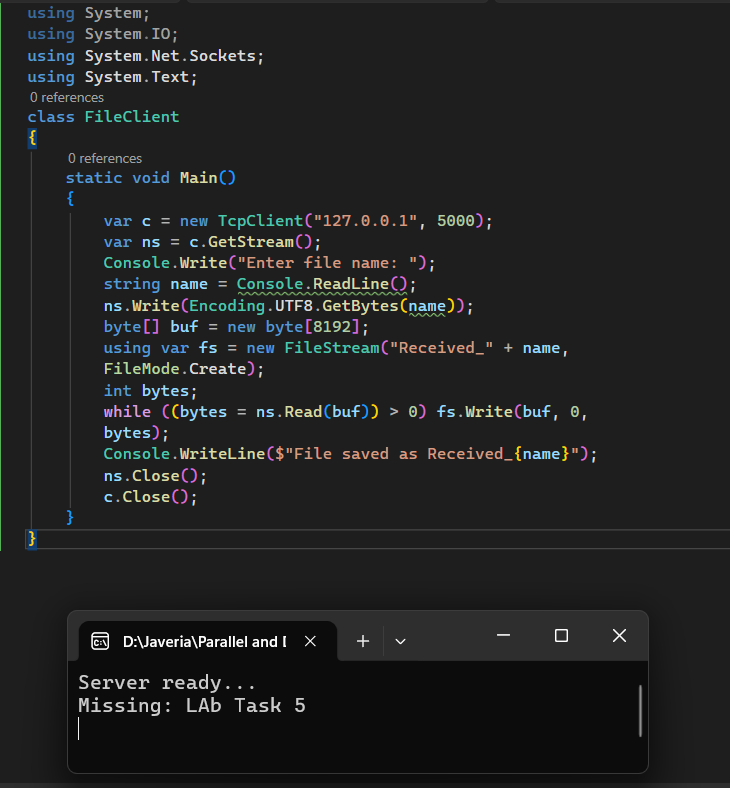 using System;
using System.IO;
using System.Net.Sockets;
using System.Text;
0 references
class FileClient
{
0 references
static void Main()
{
var c = new TcpClient("127.0.0.1", 5000);
var ns = c.GetStream();
Console.Write("Enter file name: ");
string name = Console.ReadLine();
ns.Write(Encoding.UTF8.GetBytes(name));
byte[] buf = new byte[8192];
using var fs = new FileStream("Received_" + name,
FileMode.Create);
int bytes;
while ((bytes = ns.Read(buf)) > 0) fs.Write(buf, 0,
bytes);
Console.WriteLine($"File saved as Received_{name}");
ns.Close();
c.Close();
}
}
D:\Javeria\Parallel and
Server ready...
Missing: LAb Task 5